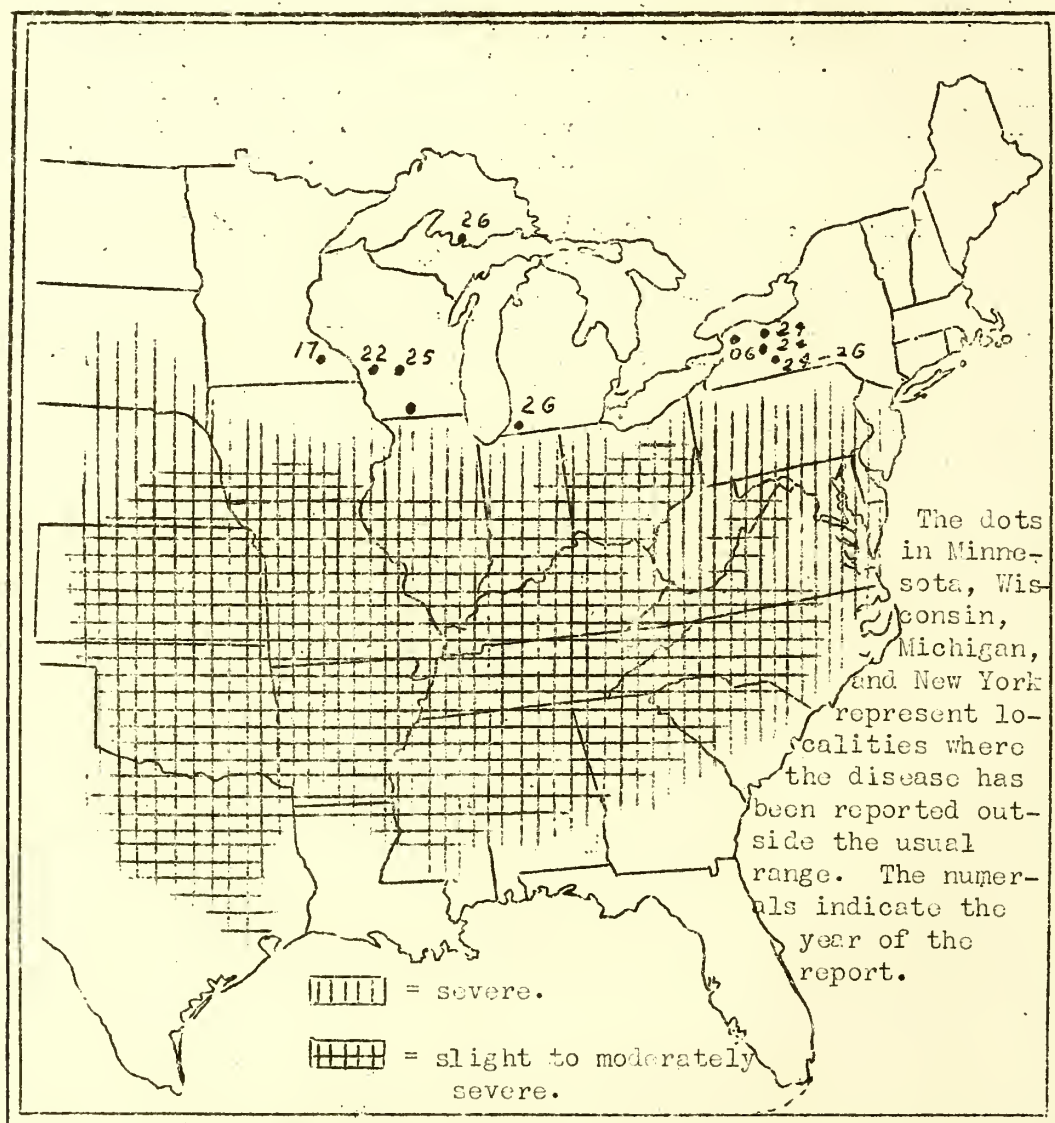 26
17
22
25
26
06
24
24
24-26
The dots
in Minne-
sota, Wis-
consin,
Michigan,
and New York
represent lo-
calities where
the disease has
been reported out-
side the usual
range. The numer-
als indicate the
year of the
report.
= severe.
= slight to moderately
severe.